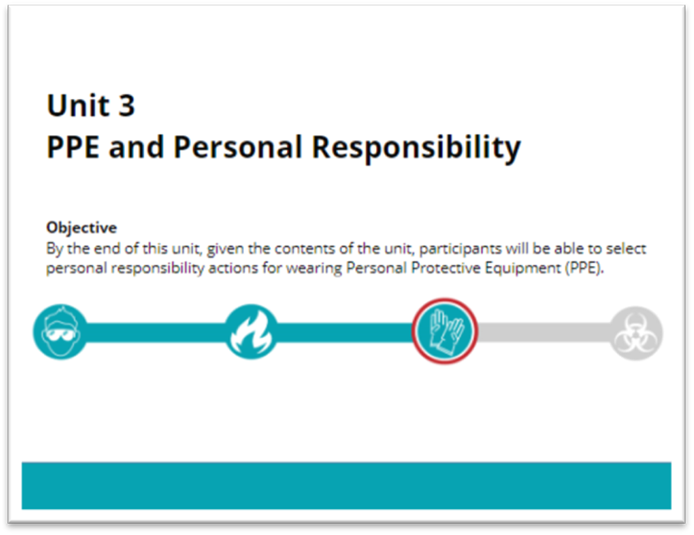 Unit 3
PPE and Personal Responsibility
Objective
By the end of this unit, given the contents of the unit, participants will be able to select
personal responsibility actions for wearing Personal Protective Equipment (PPE).